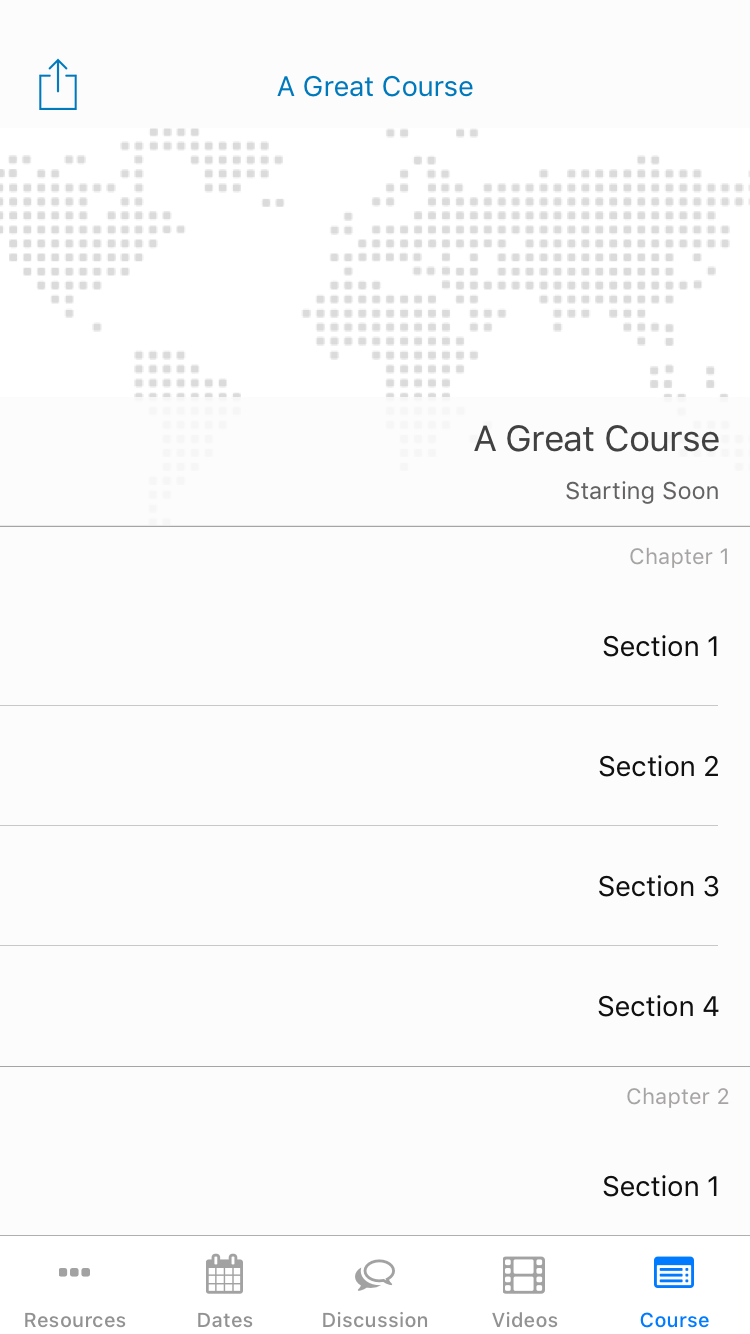 A Great Course
A Great Course
Starting Soon
Chapter 1
Section 1
Section 2
Section 3
Section 4
Chapter 2
Section 1
Resources
Dates
Discussion
Videos
Course